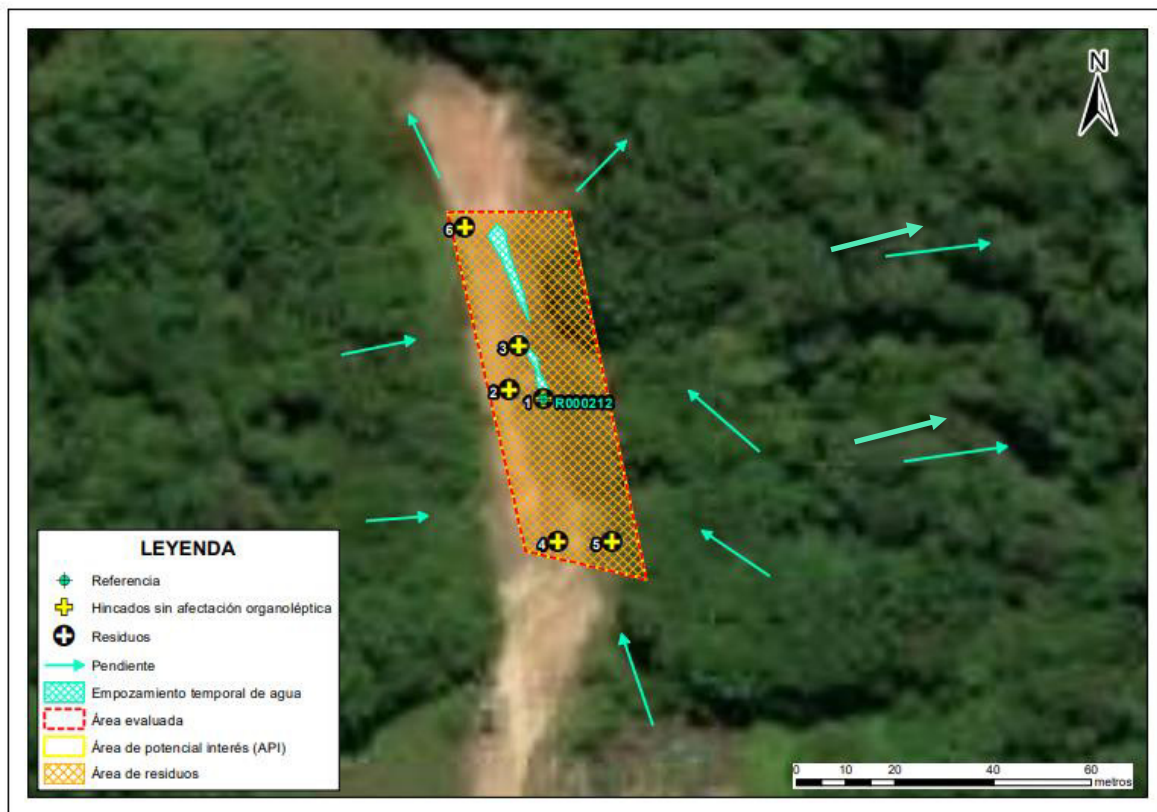 N
6
3
2
1
R000212
4
5
LEYENDA
Referencia
Hincados sin afectación organoléptica
Residuos
Pendiente
Empozamiento temporal de agua
Área evaluada
Área de potencial interés (API)
Área de residuos
0 10 20 40 60
metros